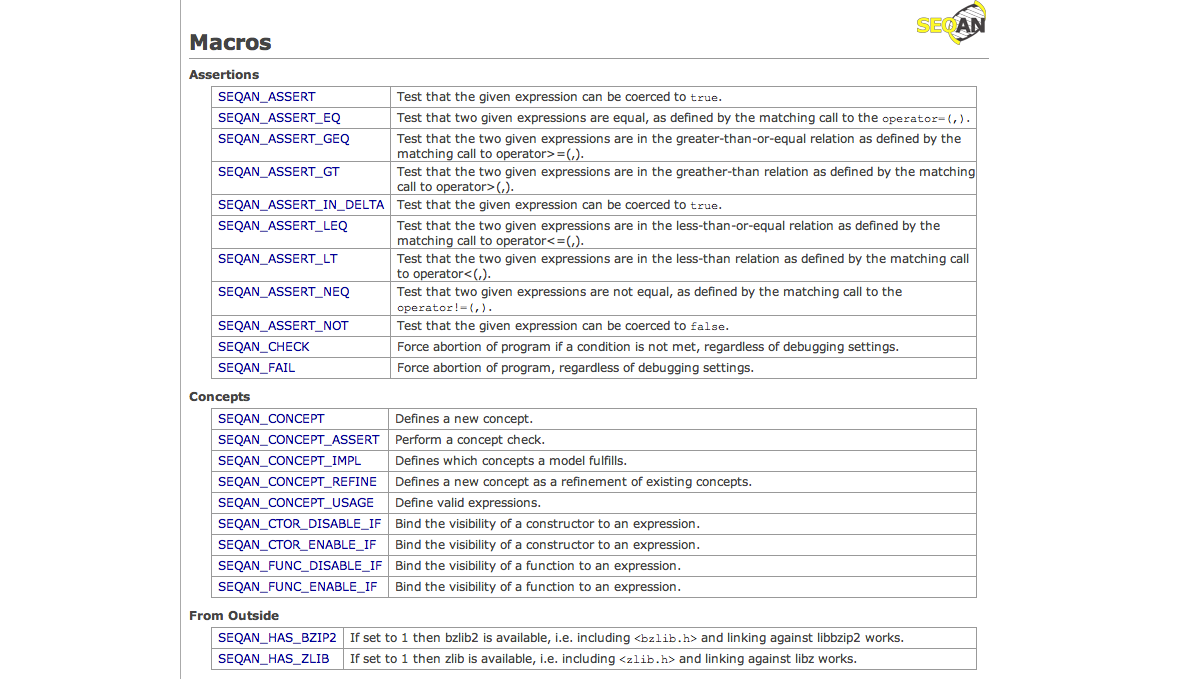 SEQAN
Macros
Assertions
SEQAN_ASSERT Test that the given expression can be coerced to true.
SEQAN_ASSERT_EQ Test that two given expressions are equal, as defined by the matching call to the operator=(,).
SEQAN_ASSERT_GEQ Test that the two given expressions are in the greater-than-or-equal relation as defined by the
matching call to operator>=(,).
SEQAN_ASSERT_GT Test that the two given expressions are in the greather-than relation as defined by the matching
call to operator>(,).
SEQAN_ASSERT_IN_DELTA Test that the given expression can be coerced to true.
SEQAN_ASSERT_LEQ Test that the two given expressions are in the less-than-or-equal relation as defined by the
matching call to operator<=(,).
SEQAN_ASSERT_LT Test that the two given expressions are in the less-than relation as defined by the matching call
to operator<(,).
SEQAN_ASSERT_NEQ Test that two given expressions are not equal, as defined by the matching call to the
operator!=(,).
SEQAN_ASSERT_NOT Test that the given expression can be coerced to false.
SEQAN_CHECK Force abortion of program if a condition is not met, regardless of debugging settings.
SEQAN_FAIL Force abortion of program, regardless of debugging settings.
Concepts
SEQAN_CONCEPT Defines a new concept.
SEQAN_CONCEPT_ASSERT Perform a concept check.
SEQAN_CONCEPT_IMPL Defines which concepts a model fulfills.
SEQAN_CONCEPT_REFINE Defines a new concept as a refinement of existing concepts.
SEQAN_CONCEPT_USAGE Define valid expressions.
SEQAN_CTOR_DISABLE_IF Bind the visibility of a constructor to an expression.
SEQAN_CTOR_ENABLE_IF Bind the visibility of a constructor to an expression.
SEQAN_FUNC_DISABLE_IF Bind the visibility of a function to an expression.
SEQAN_FUNC_ENABLE_IF Bind the visibility of a function to an expression.
From Outside
SEQAN_HAS_BZIP2 If set to 1 then bzlib2 is available, i.e. including <bzlib.h> and linking against libbzip2 works.
SEQAN_HAS_ZLIB If set to 1 then zlib is available, i.e. including <zlib.h> and linking against libz works.